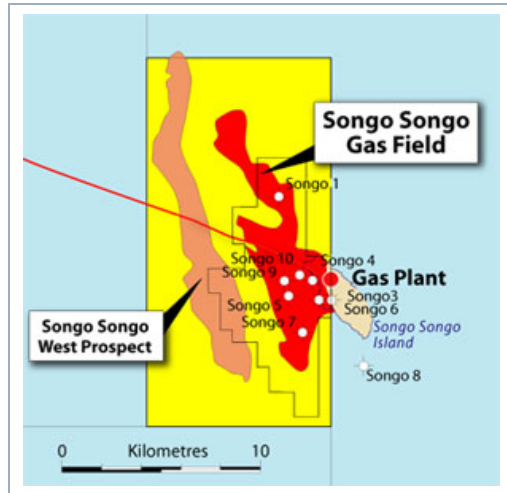 Songo Songo
Gas Field
Songo 1
Songo 10
Songo 4
Songo 9
Gas Plant
Songo 5
Songo3
Songo 6
Songo 7
Songo Songo
Island
Songo Songo
West Prospect
Songo 8
0 Kilometres 10